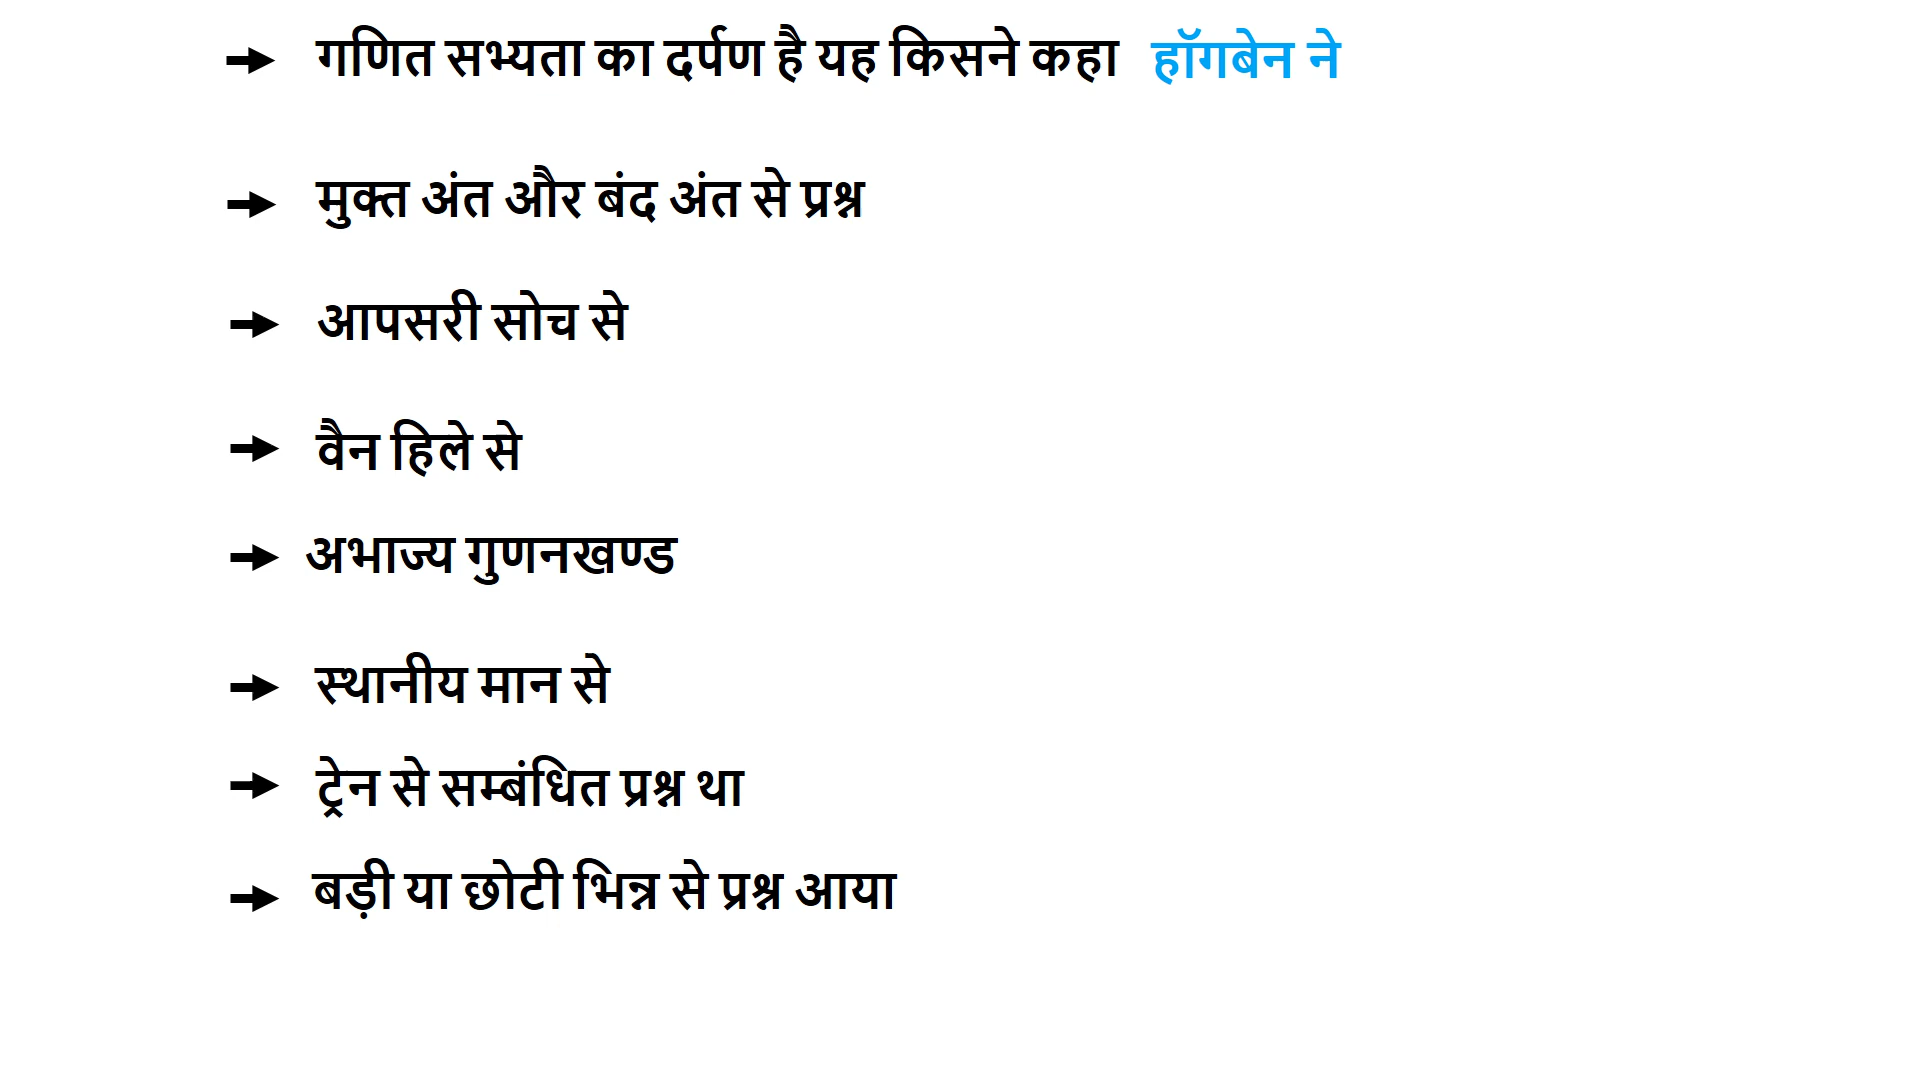 ➞ गणित सभ्यता का दर्पण है यह किसने कहा हॉगबेन ने
➞ मुक्त अंत और बंद अंत से प्रश्न
➞ आपसरी सोच से
➞ वैन हिले से
➞ अभाज्य गुणनखण्ड
➞ स्थानीय मान से
➞ ट्रेन से सम्बंधित प्रश्न था
➞ बड़ी या छोटी भिन्न से प्रश्न आया